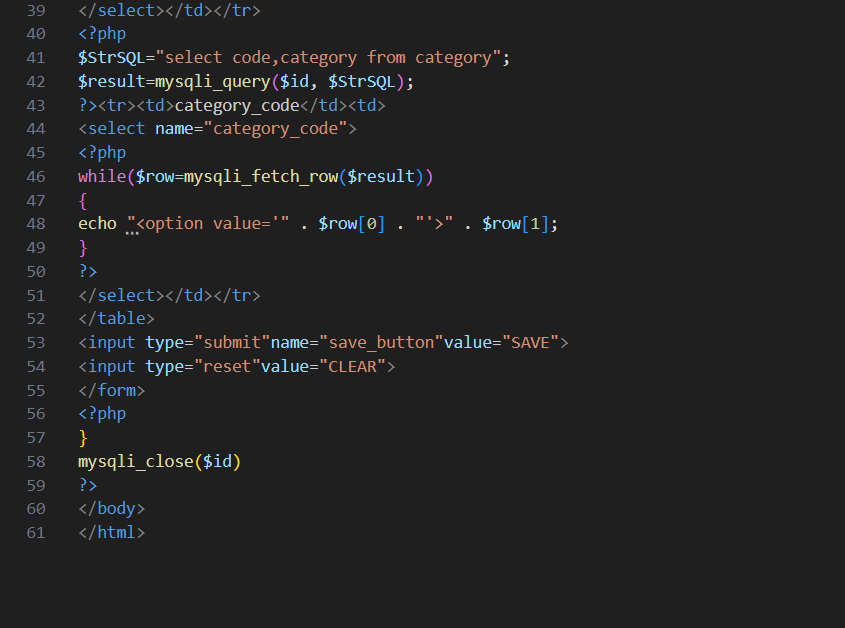 39 </select></td></tr>
40 <?php
41 $StrSQL="select code,category from category";
42 $result=mysqli_query($id, $StrSQL);
43 ?><tr><td>category_code</td><td>
44 <select name="category_code">
45 <?php
46 while($row=mysqli_fetch_row($result))
47 {
48 echo "<option value='" . $row[0] . "'>" . $row[1];
49 }
50 ?>
51 </select></td></tr>
52 </table>
53 <input type="submit"name="save_button"value="SAVE">
54 <input type="reset"value="CLEAR">
55 </form>
56 <?php
57 }
58 mysqli_close($id)
59 ?>
60 </body>
61 </html>